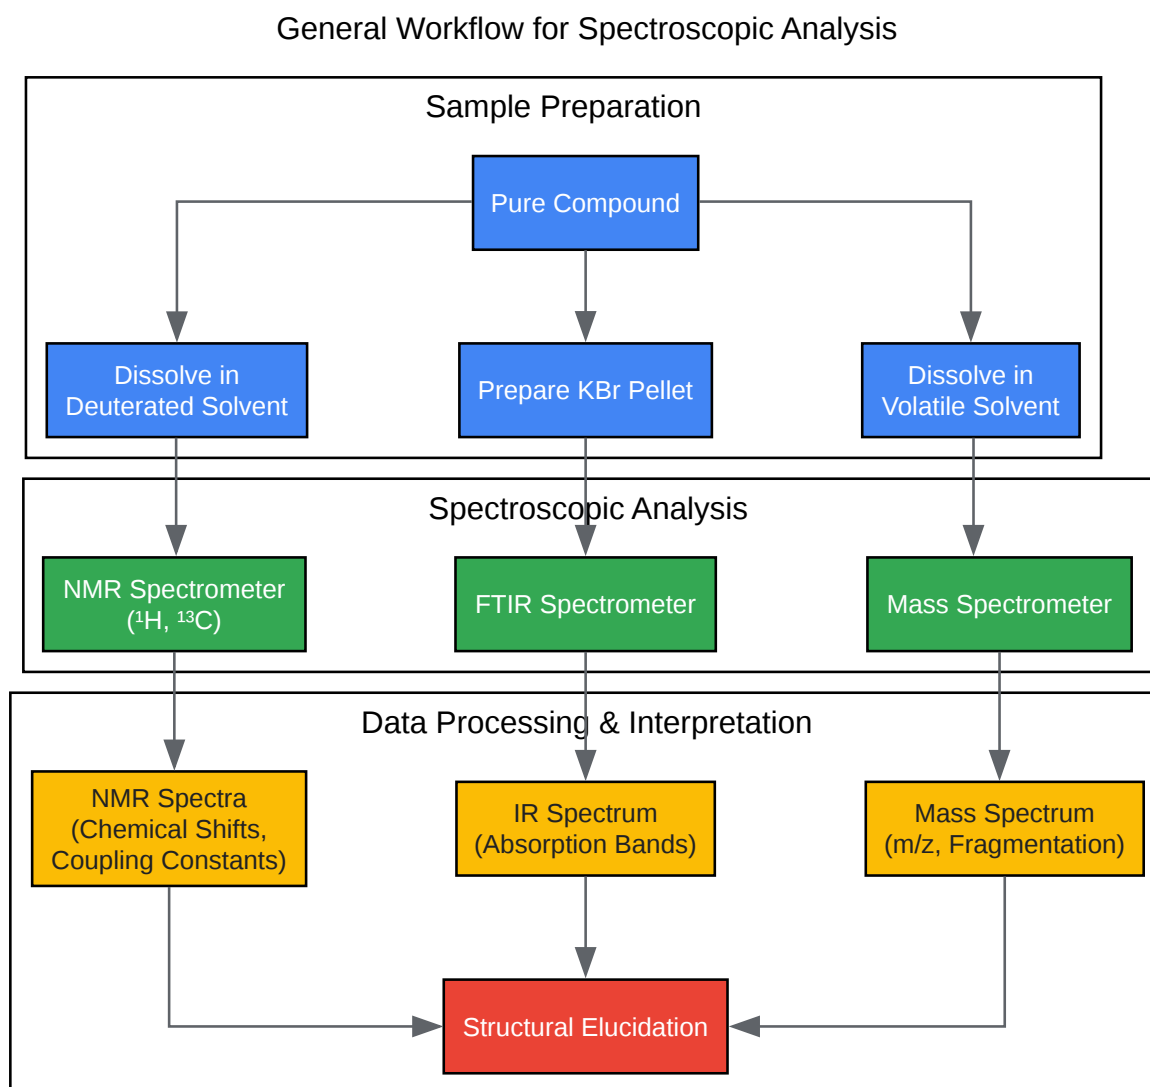 General Workflow for Spectroscopic Analysis
Sample Preparation
Pure Compound
Dissolve in
Deuterated Solvent
Prepare KBr Pellet
Dissolve in
Volatile Solvent
Spectroscopic Analysis
NMR Spectrometer
(¹H, ¹³C)
FTIR Spectrometer
Mass Spectrometer
Data Processing & Interpretation
NMR Spectra
(Chemical Shifts,
Coupling Constants)
IR Spectrum
(Absorption Bands)
Mass Spectrum
(m/z, Fragmentation)
Structural Elucidation